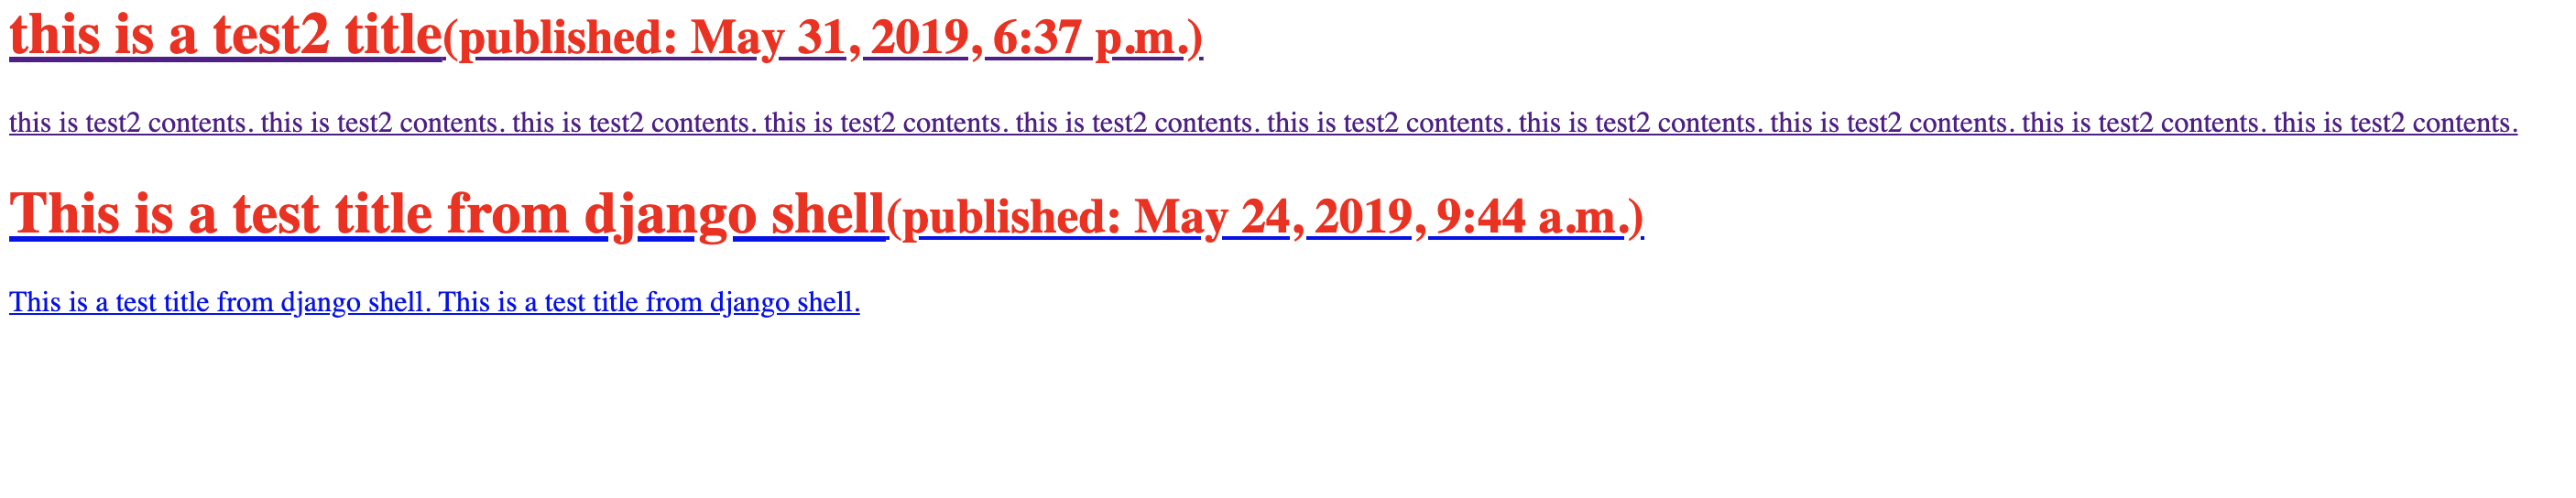 this is a test2 title(published: May 31, 2019, 6:37 p.m.)
this is test2 contents. this is test2 contents. this is test2 contents. this is test2 contents. this is test2 contents. this is test2 contents. this is test2 contents. this is test2 contents. this is test2 contents. this is test2 contents.
This is a test title from django shell(published: May 24, 2019, 9:44 a.m.)
This is a test title from django shell. This is a test title from django shell.